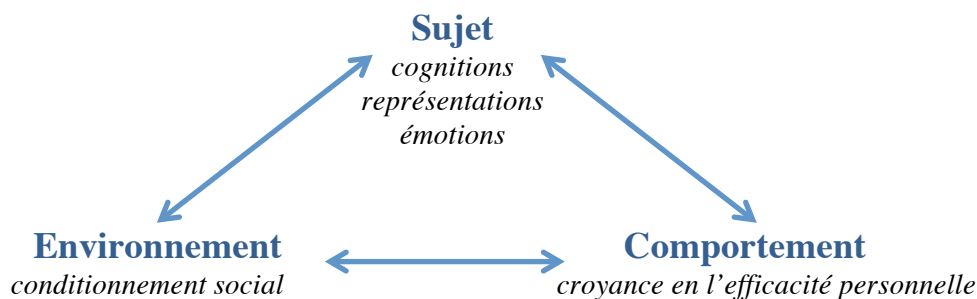 Sujet
cognitions
représentations
émotions
Environnement
conditionnement social
Comportement
croyance en l'efficacité personnelle